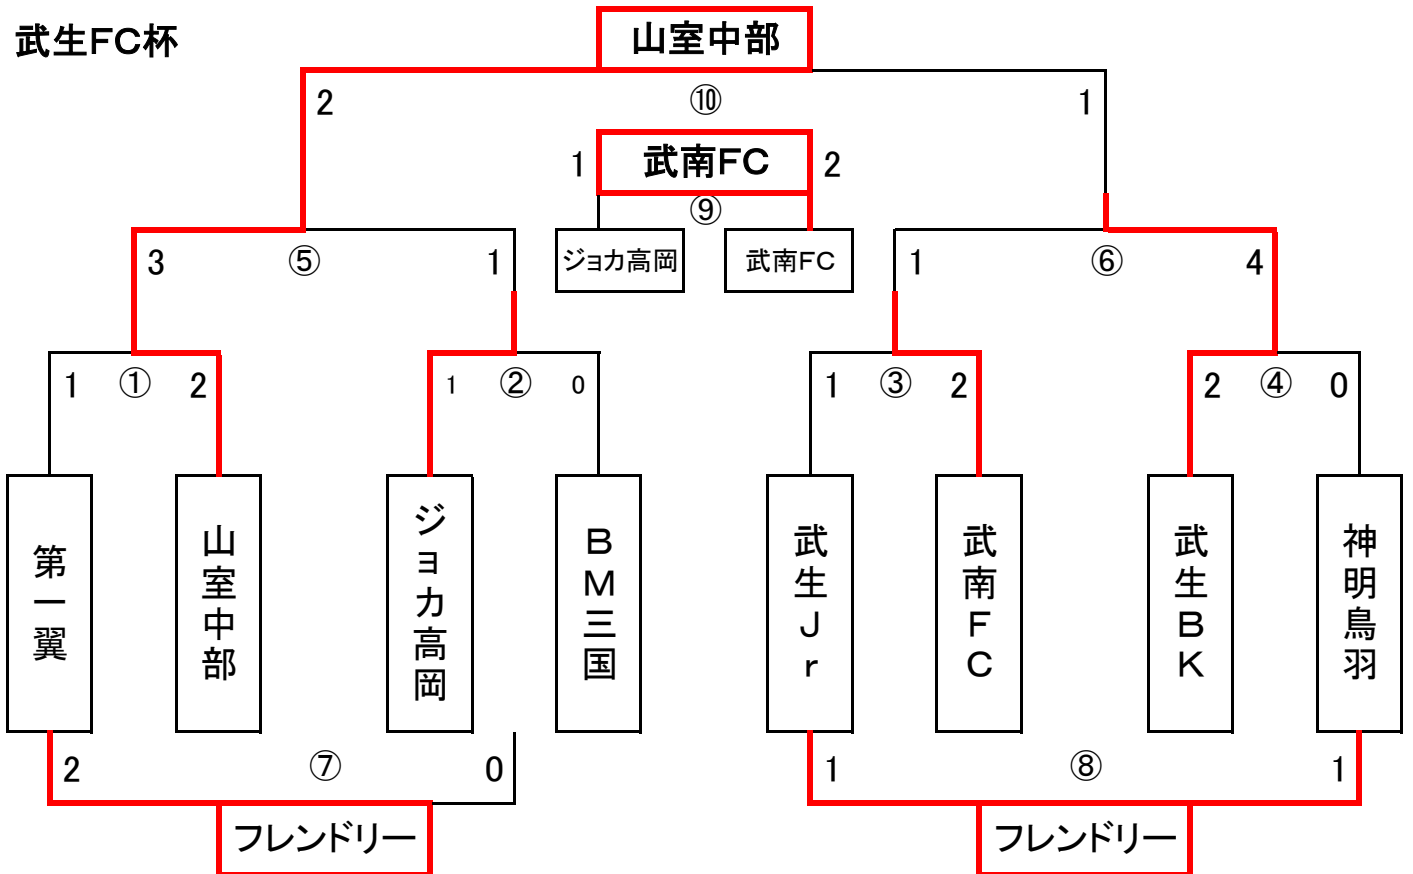 武生FC杯
山室中部
2 ⑩ 1
1 武南FC 2
⑨
ジョカ高岡 武南FC
3 ⑤ 1
1 ⑥ 4
1 ① 2
1 ② 0
1 ③ 2
2 ④ 0
第一翼
山室中部
ジョカ高岡
BM三国
武生Jr
武南FC
武生BK
神明鳥羽
2 ⑦ 0
1 ⑧ 1
フレンドリー
フレンドリー